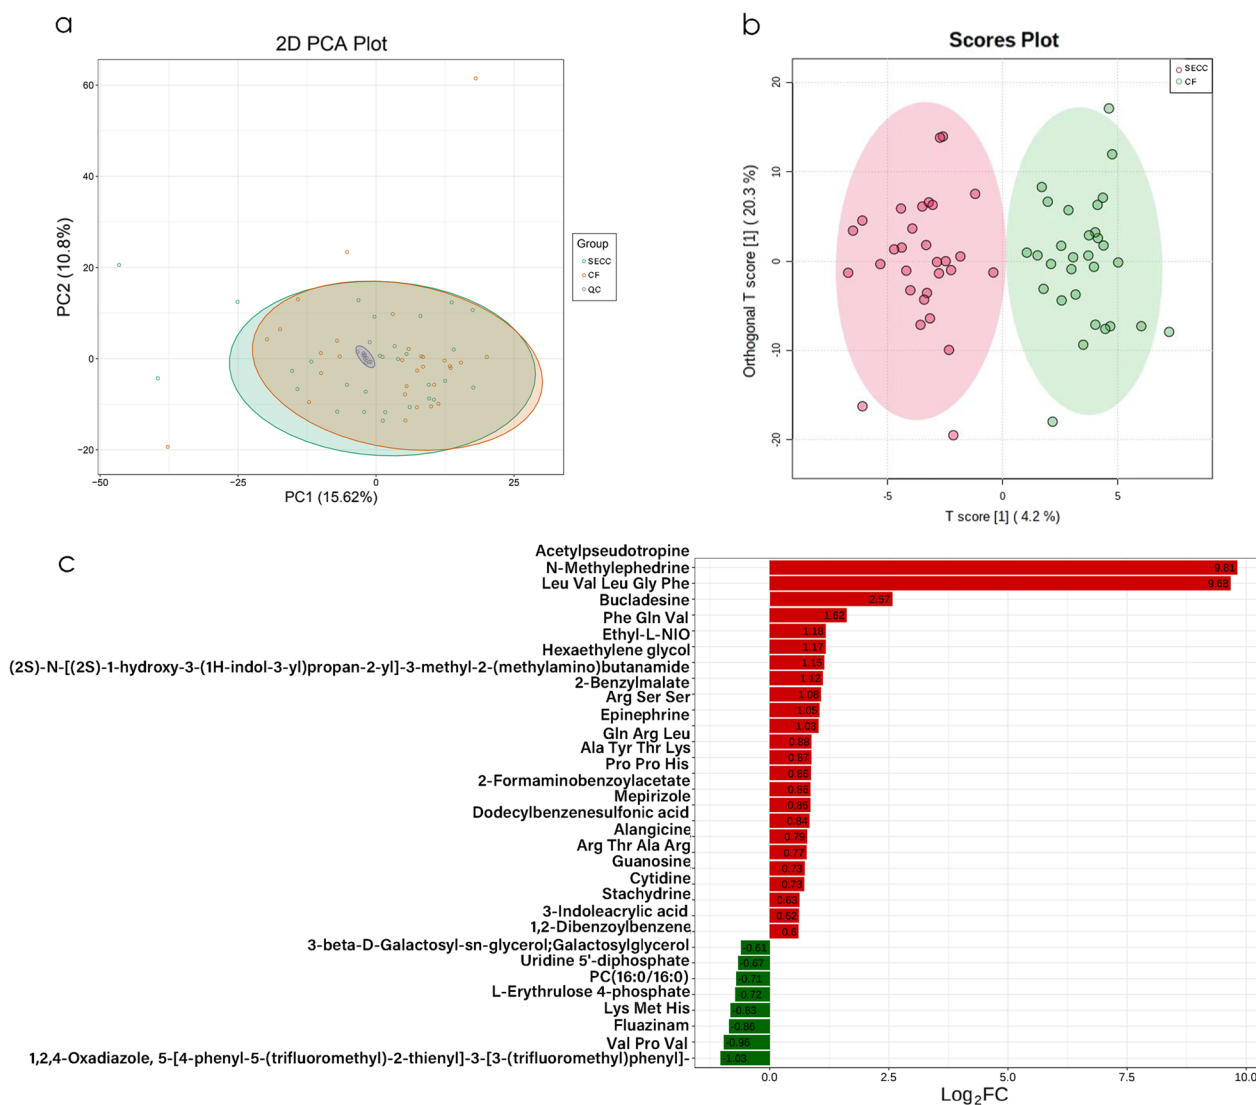 a
2D PCA Plot
60
40
20
0
−20
PC2 (10.8%)
−50
−25
0
25
PC1 (15.62%)
Group
SECC
CF
QC
b
Scores Plot
SECC
CF
20
10
0
-10
-20
Orthogonal T score [1] ( 20.3 %)
-5
0
5
T score [1] ( 4.2 %)
c
Acetylpseudotropine
N-Methylephedrine
Leu Val Leu Gly Phe
Bucladesine
Phe Gln Val
Ethyl-L-NIO
Hexaethylene glycol
(2S)-N-[(2S)-1-hydroxy-3-(1H-indol-3-yl)propan-2-yl]-3-methyl-2-(methylamino)butanamide
2-Benzylmalate
Arg Ser Ser
Epinephrine
Gln Arg Leu
Ala Tyr Thr Lys
Pro Pro His
2-Formaminobenzoylacetate
Mepirizole
Dodecylbenzenesulfonic acid
Alangicine
Arg Thr Ala Arg
Guanosine
Cytidine
Stachydrine
3-Indoleacrylic acid
1,2-Dibenzoylbenzene
3-beta-D-Galactosyl-sn-glycerol;Galactosylglycerol
Uridine 5'-diphosphate
PC(16:0/16:0)
L-Erythrulose 4-phosphate
Lys Met His
Fluazinam
Val Pro Val
1,2,4-Oxadiazole, 5-[4-phenyl-5-(trifluoromethyl)-2-thienyl]-3-[3-(trifluoromethyl)phenyl]-
9.81
9.68
2.57
1.62
1.18
1.17
1.15
1.12
1.08
1.05
1.03
0.88
0.87
0.86
0.86
0.86
0.84
0.79
0.77
0.73
0.73
0.63
0.62
0.6
-0.61
-0.67
-0.71
-0.72
-0.83
-0.86
-0.96
-1.03
0.0
2.5
5.0
7.5
10.0
Log₂FC